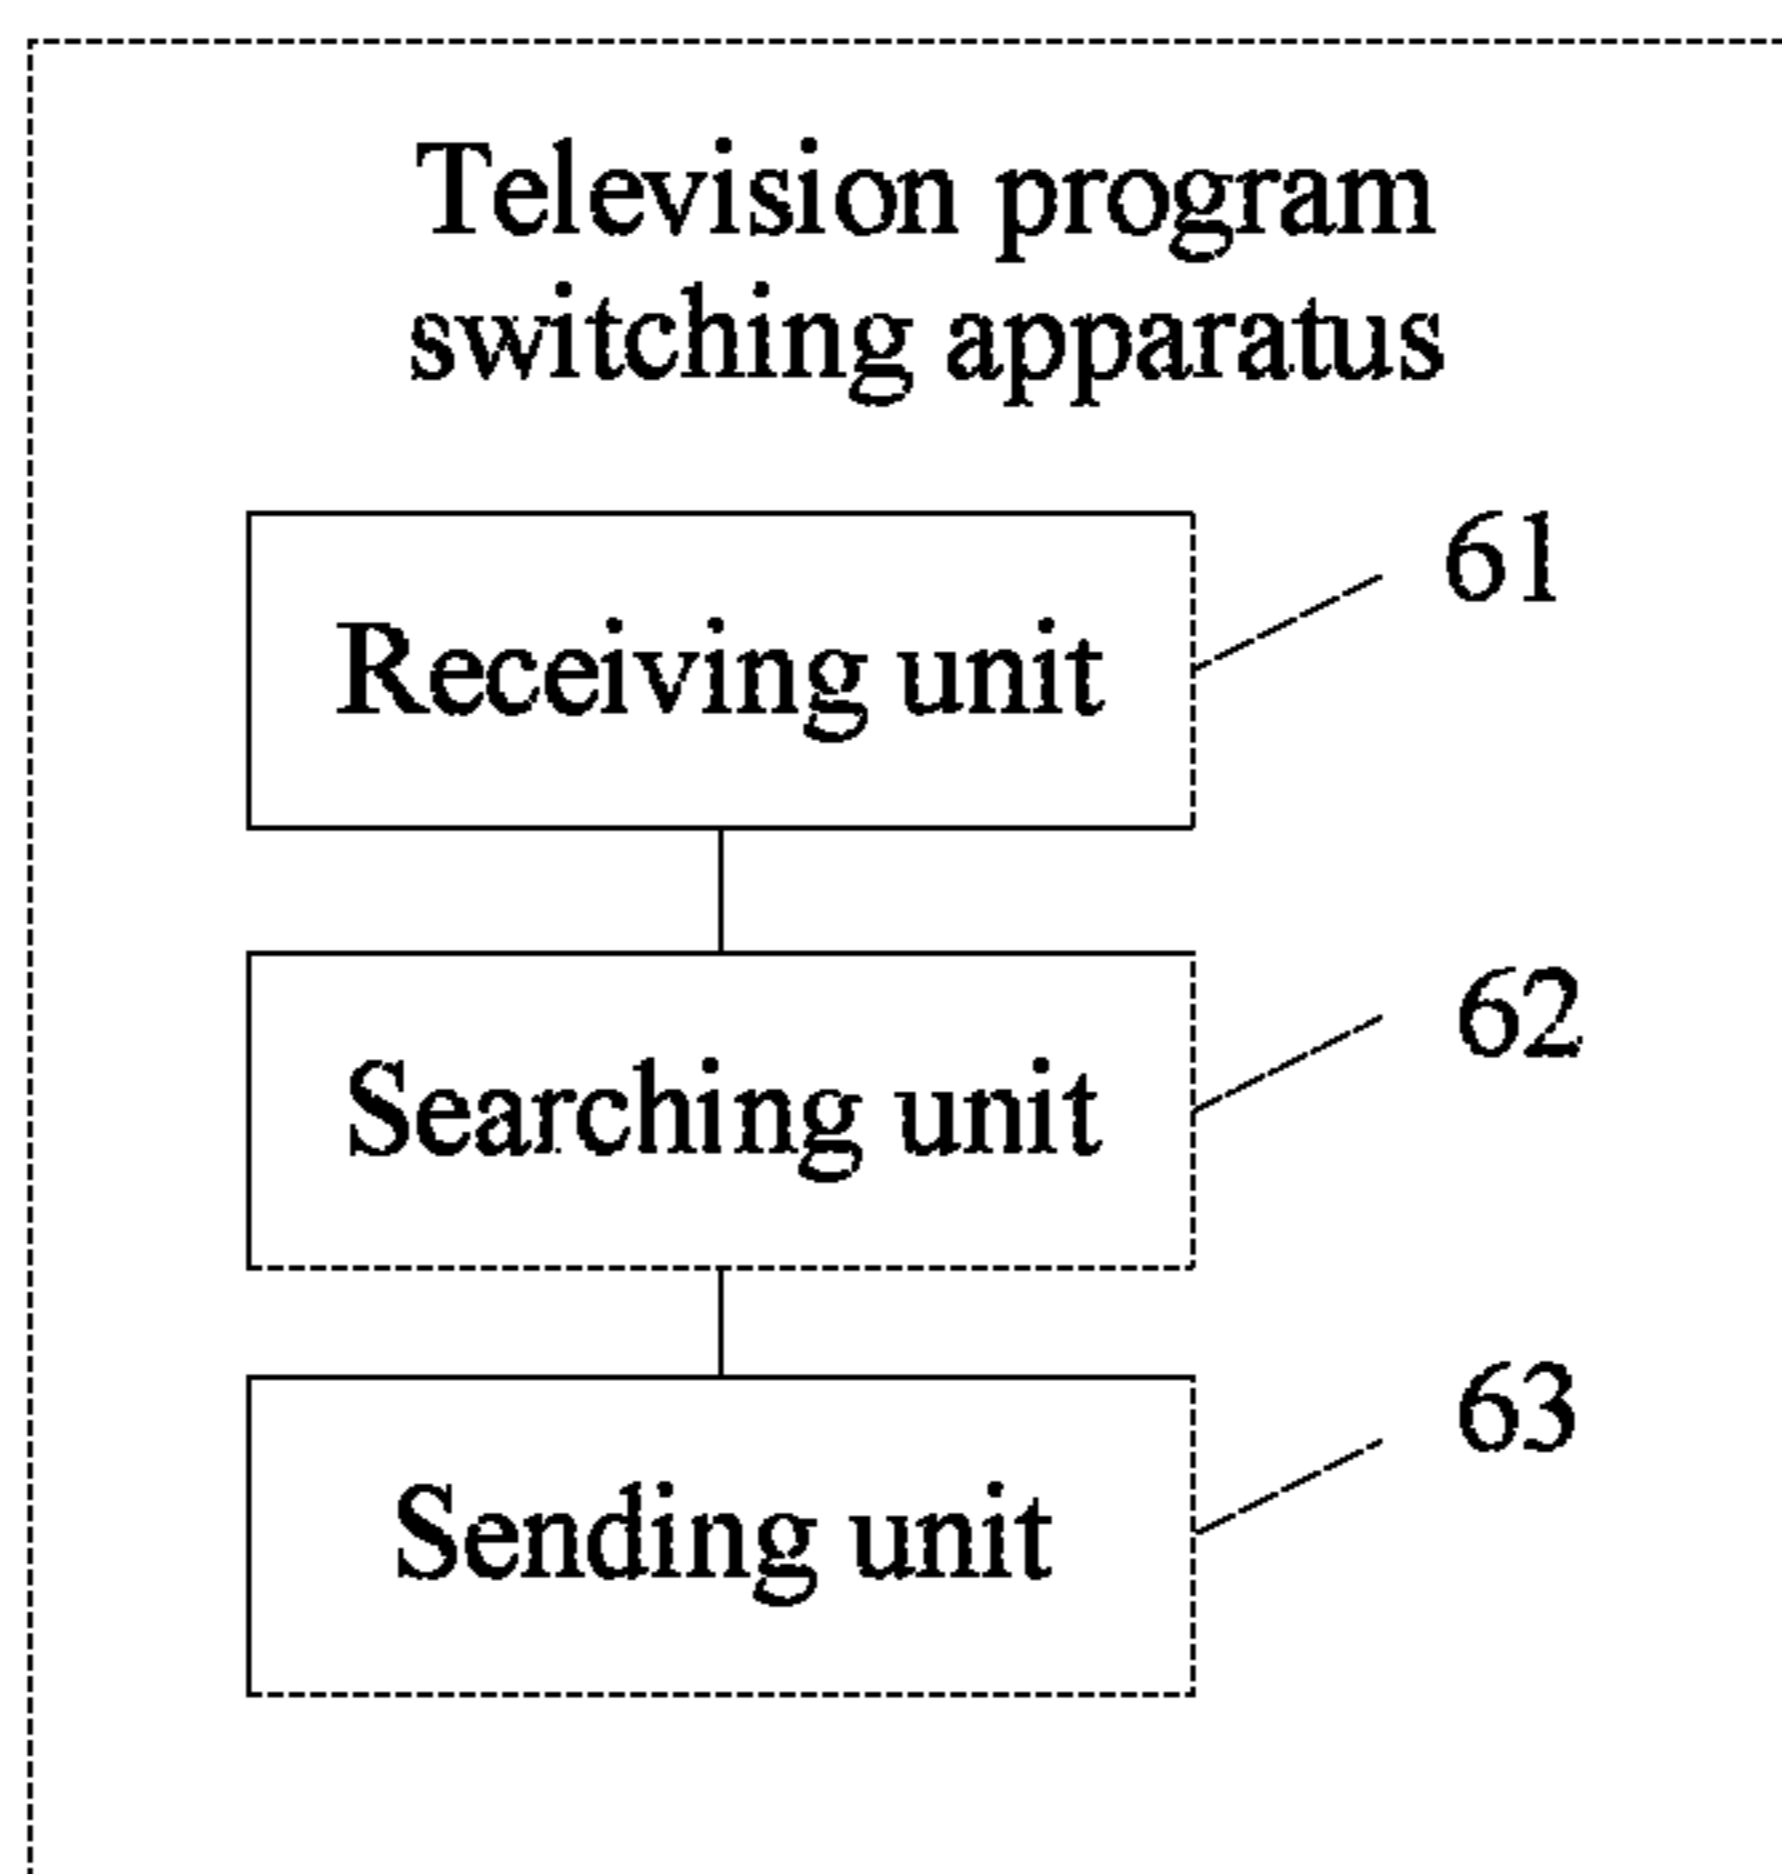 Television program
switching apparatus
Receiving unit
61
Searching unit
62
Sending unit
63